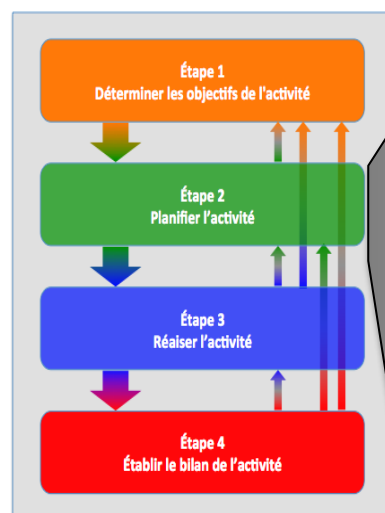 Étape 1
Déterminer les objectifs de l'activité
Étape 2
Planifier l’activité
Étape 3
Réaiser l’activité
Étape 4
Établir le bilan de l’activité